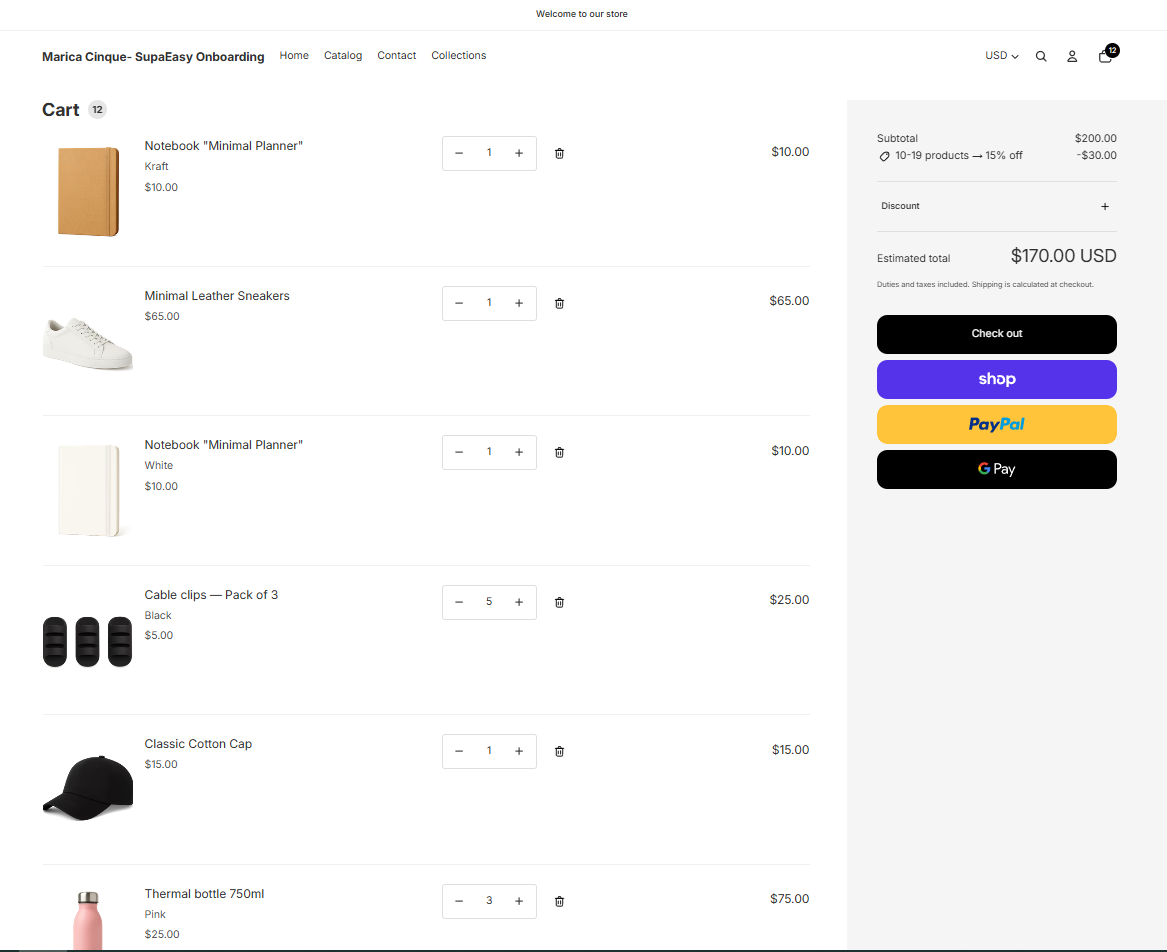 Welcome to our store
Marica Cinque- SupaEasy Onboarding Home Catalog Contact Collections USD 12
Cart 12
Notebook "Minimal Planner" − 1 + $10.00
Kraft
$10.00
Minimal Leather Sneakers − 1 + $65.00
$65.00
Notebook "Minimal Planner" − 1 + $10.00
White
$10.00
Cable clips — Pack of 3 − 5 + $25.00
Black
$5.00
Classic Cotton Cap − 1 + $15.00
$15.00
Thermal bottle 750ml − 3 + $75.00
Pink
$25.00
Subtotal $200.00
10-19 products → 15% off -$30.00
Discount +
Estimated total $170.00 USD
Duties and taxes included. Shipping is calculated at checkout.
Check out
shop
PayPal
G Pay